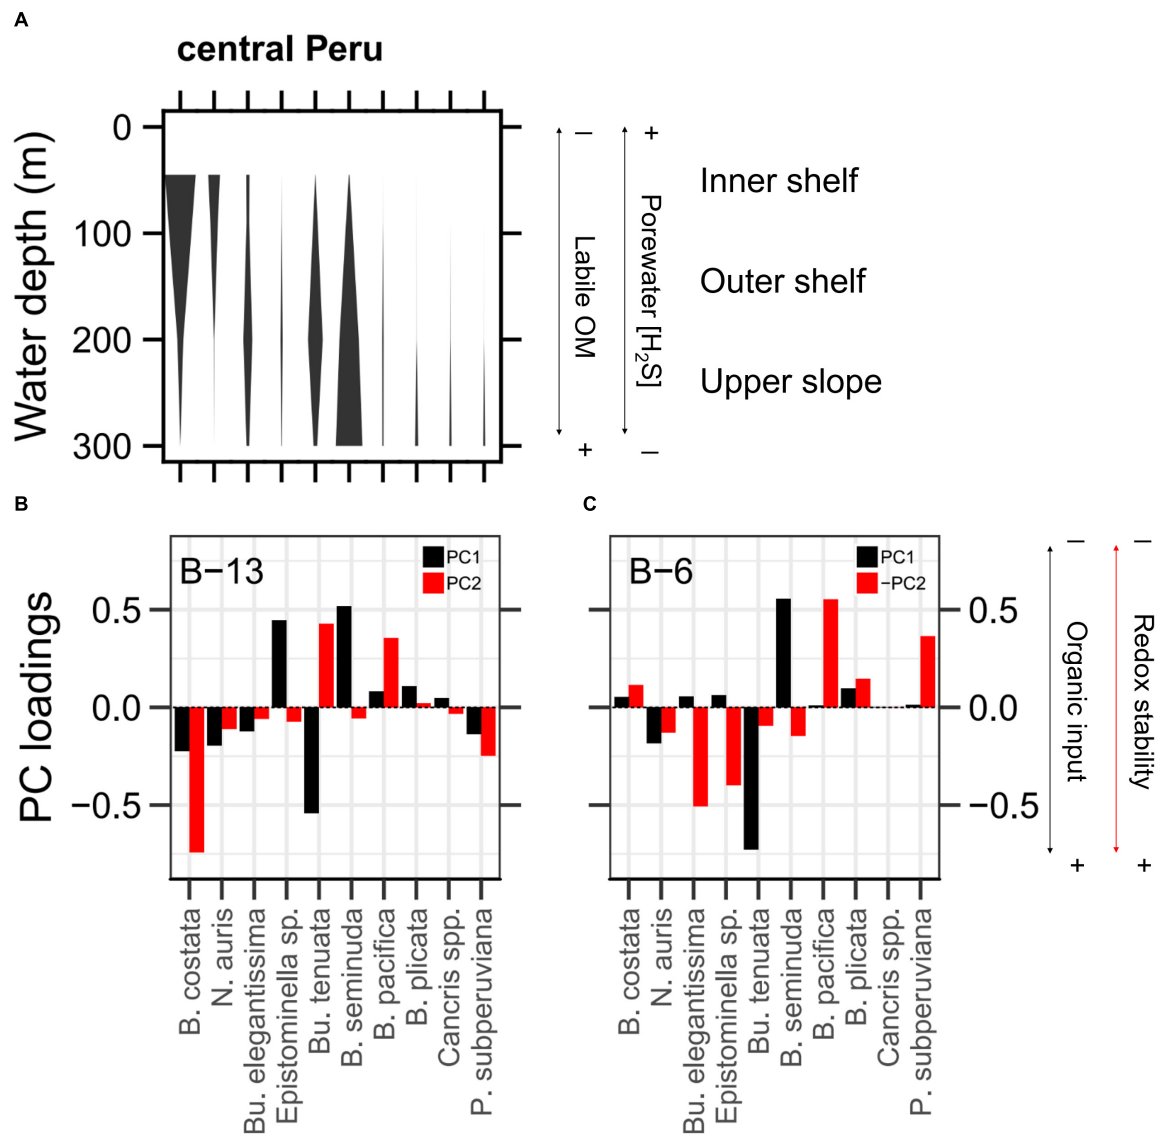 A
central Peru
Water depth (m)
0
100
200
300
–
+
Labile OM
Porewater [H₂S]
+
–
Inner shelf
Outer shelf
Upper slope
B
C
PC loadings
B−13
PC1
PC2
0.5
0.0
−0.5
B−6
PC1
−PC2
0.5
0.0
−0.5
–
–
Organic input
Redox stability
+
+
B. costata
N. auris
Bu. elegantissima
Epistominella sp.
Bu. tenuata
B. seminuda
B. pacifica
B. plicata
Cancris spp.
P. subperuviana
B. costata
N. auris
Bu. elegantissima
Epistominella sp.
Bu. tenuata
B. seminuda
B. pacifica
B. plicata
Cancris spp.
P. subperuviana